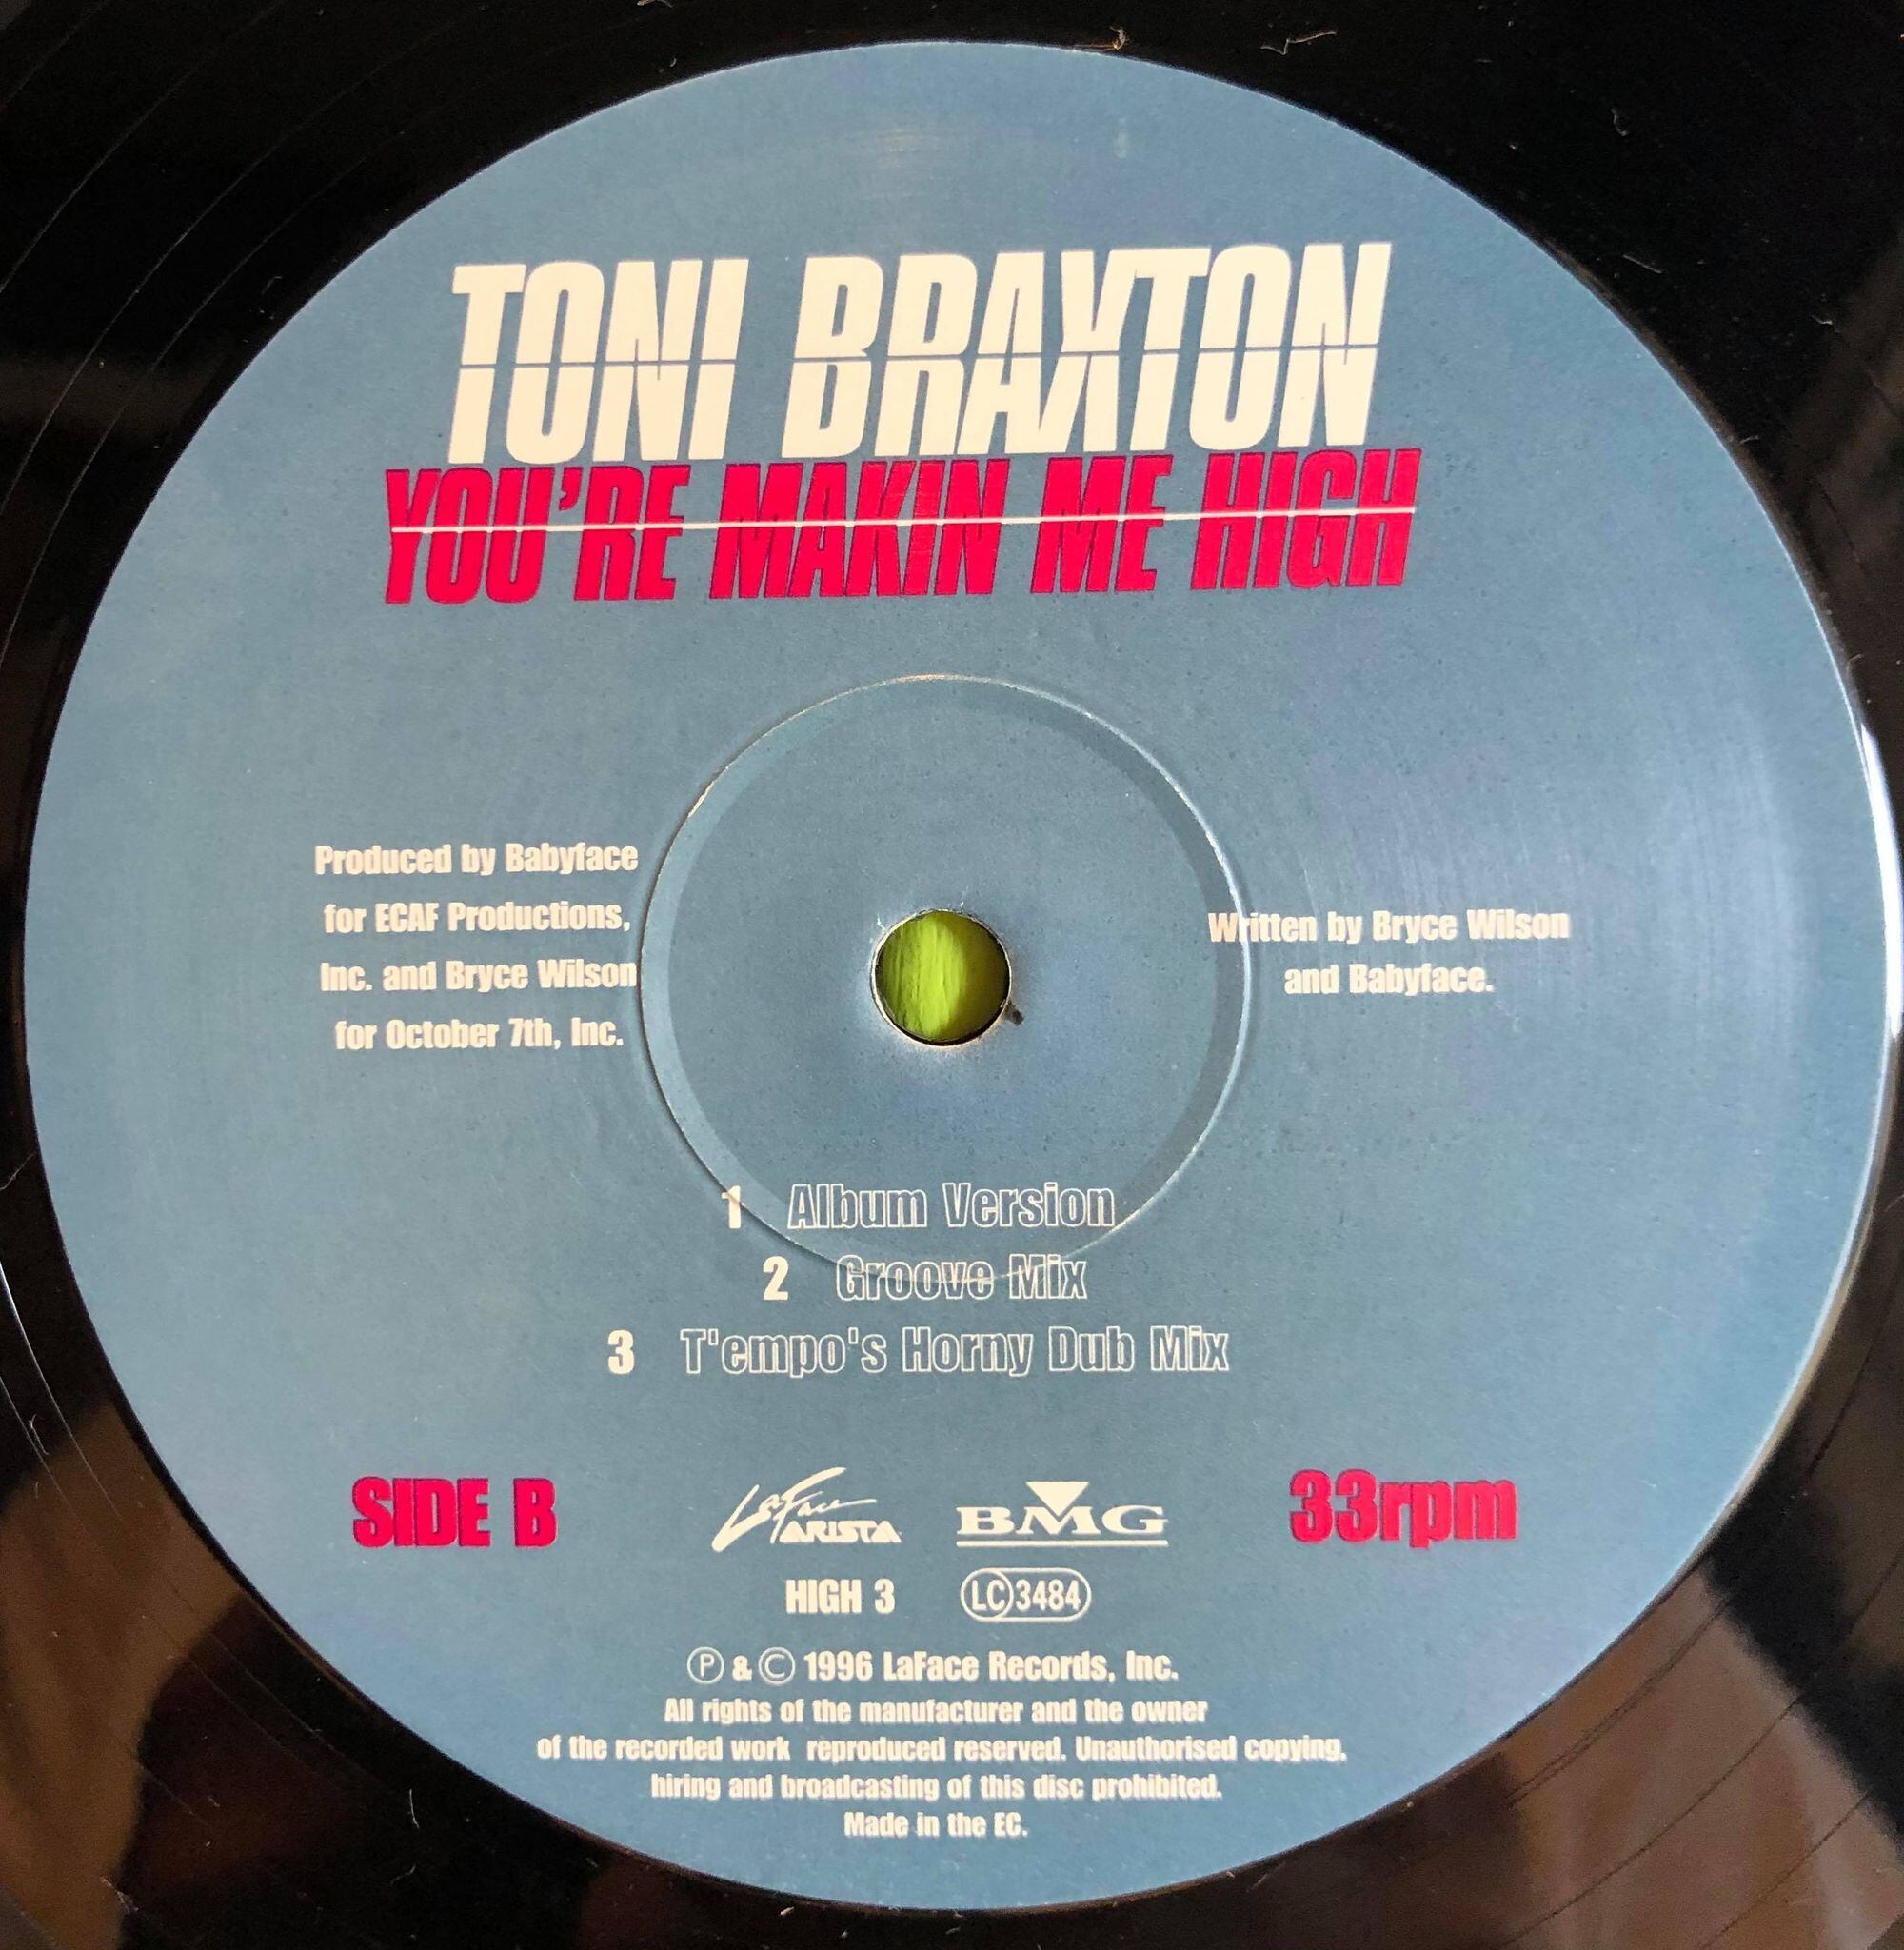 TONI BRAXTON
YOU'RE MAKIN ME HIGH
Produced by Babyface
for ECAF Productions,
Inc. and Bryce Wilson
for October 7th, Inc.
Written by Bryce Wilson
and Babyface.
1 Album Version
2 Groove Mix
3 T'empo's Horny Dub Mix
SIDE B
LaFace
ARISTA
BMG
33rpm
HIGH 3
LC 3484
Ⓟ & © 1996 LaFace Records, Inc.
All rights of the manufacturer and the owner
of the recorded work reproduced reserved. Unauthorised copying,
hiring and broadcasting of this disc prohibited.
Made in the EC.